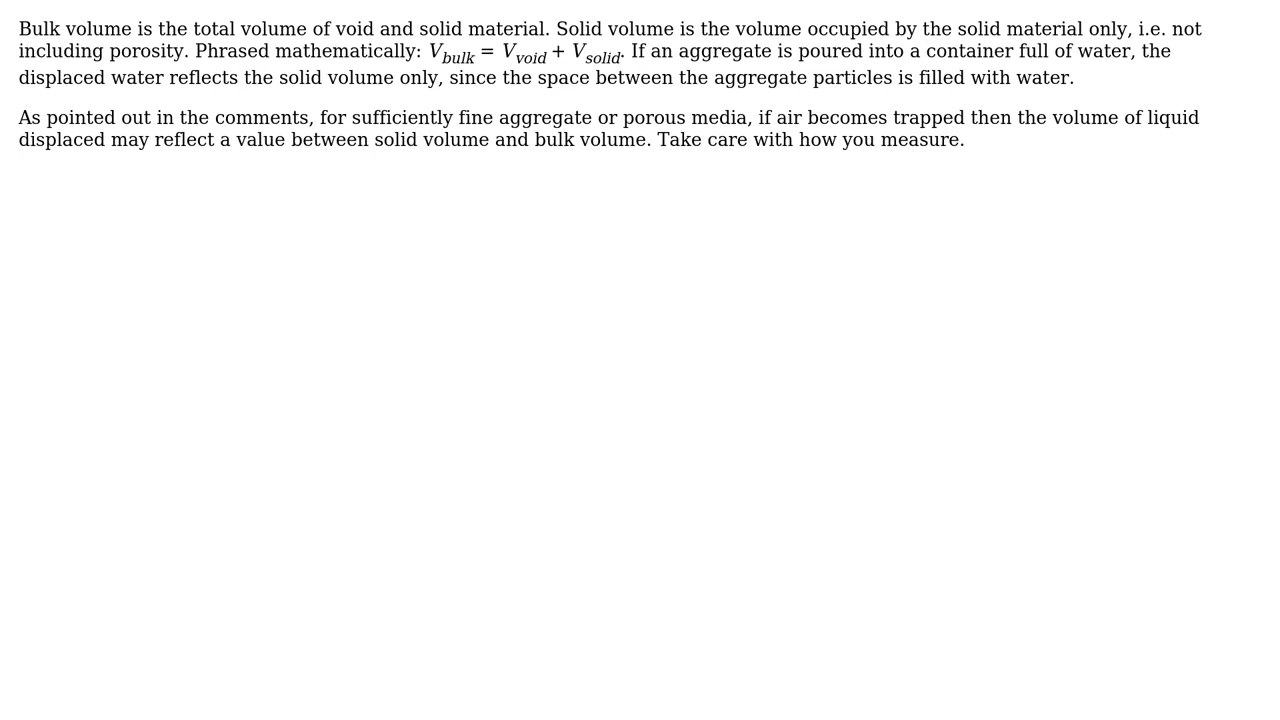 Bulk volume is the total volume of void and solid material. Solid volume is the volume occupied by the solid material only, i.e. not
including porosity. Phrased mathematically: V_bulk = V_void + V_solid. If an aggregate is poured into a container full of water, the
displaced water reflects the solid volume only, since the space between the aggregate particles is filled with water.
As pointed out in the comments, for sufficiently fine aggregate or porous media, if air becomes trapped then the volume of liquid
displaced may reflect a value between solid volume and bulk volume. Take care with how you measure.